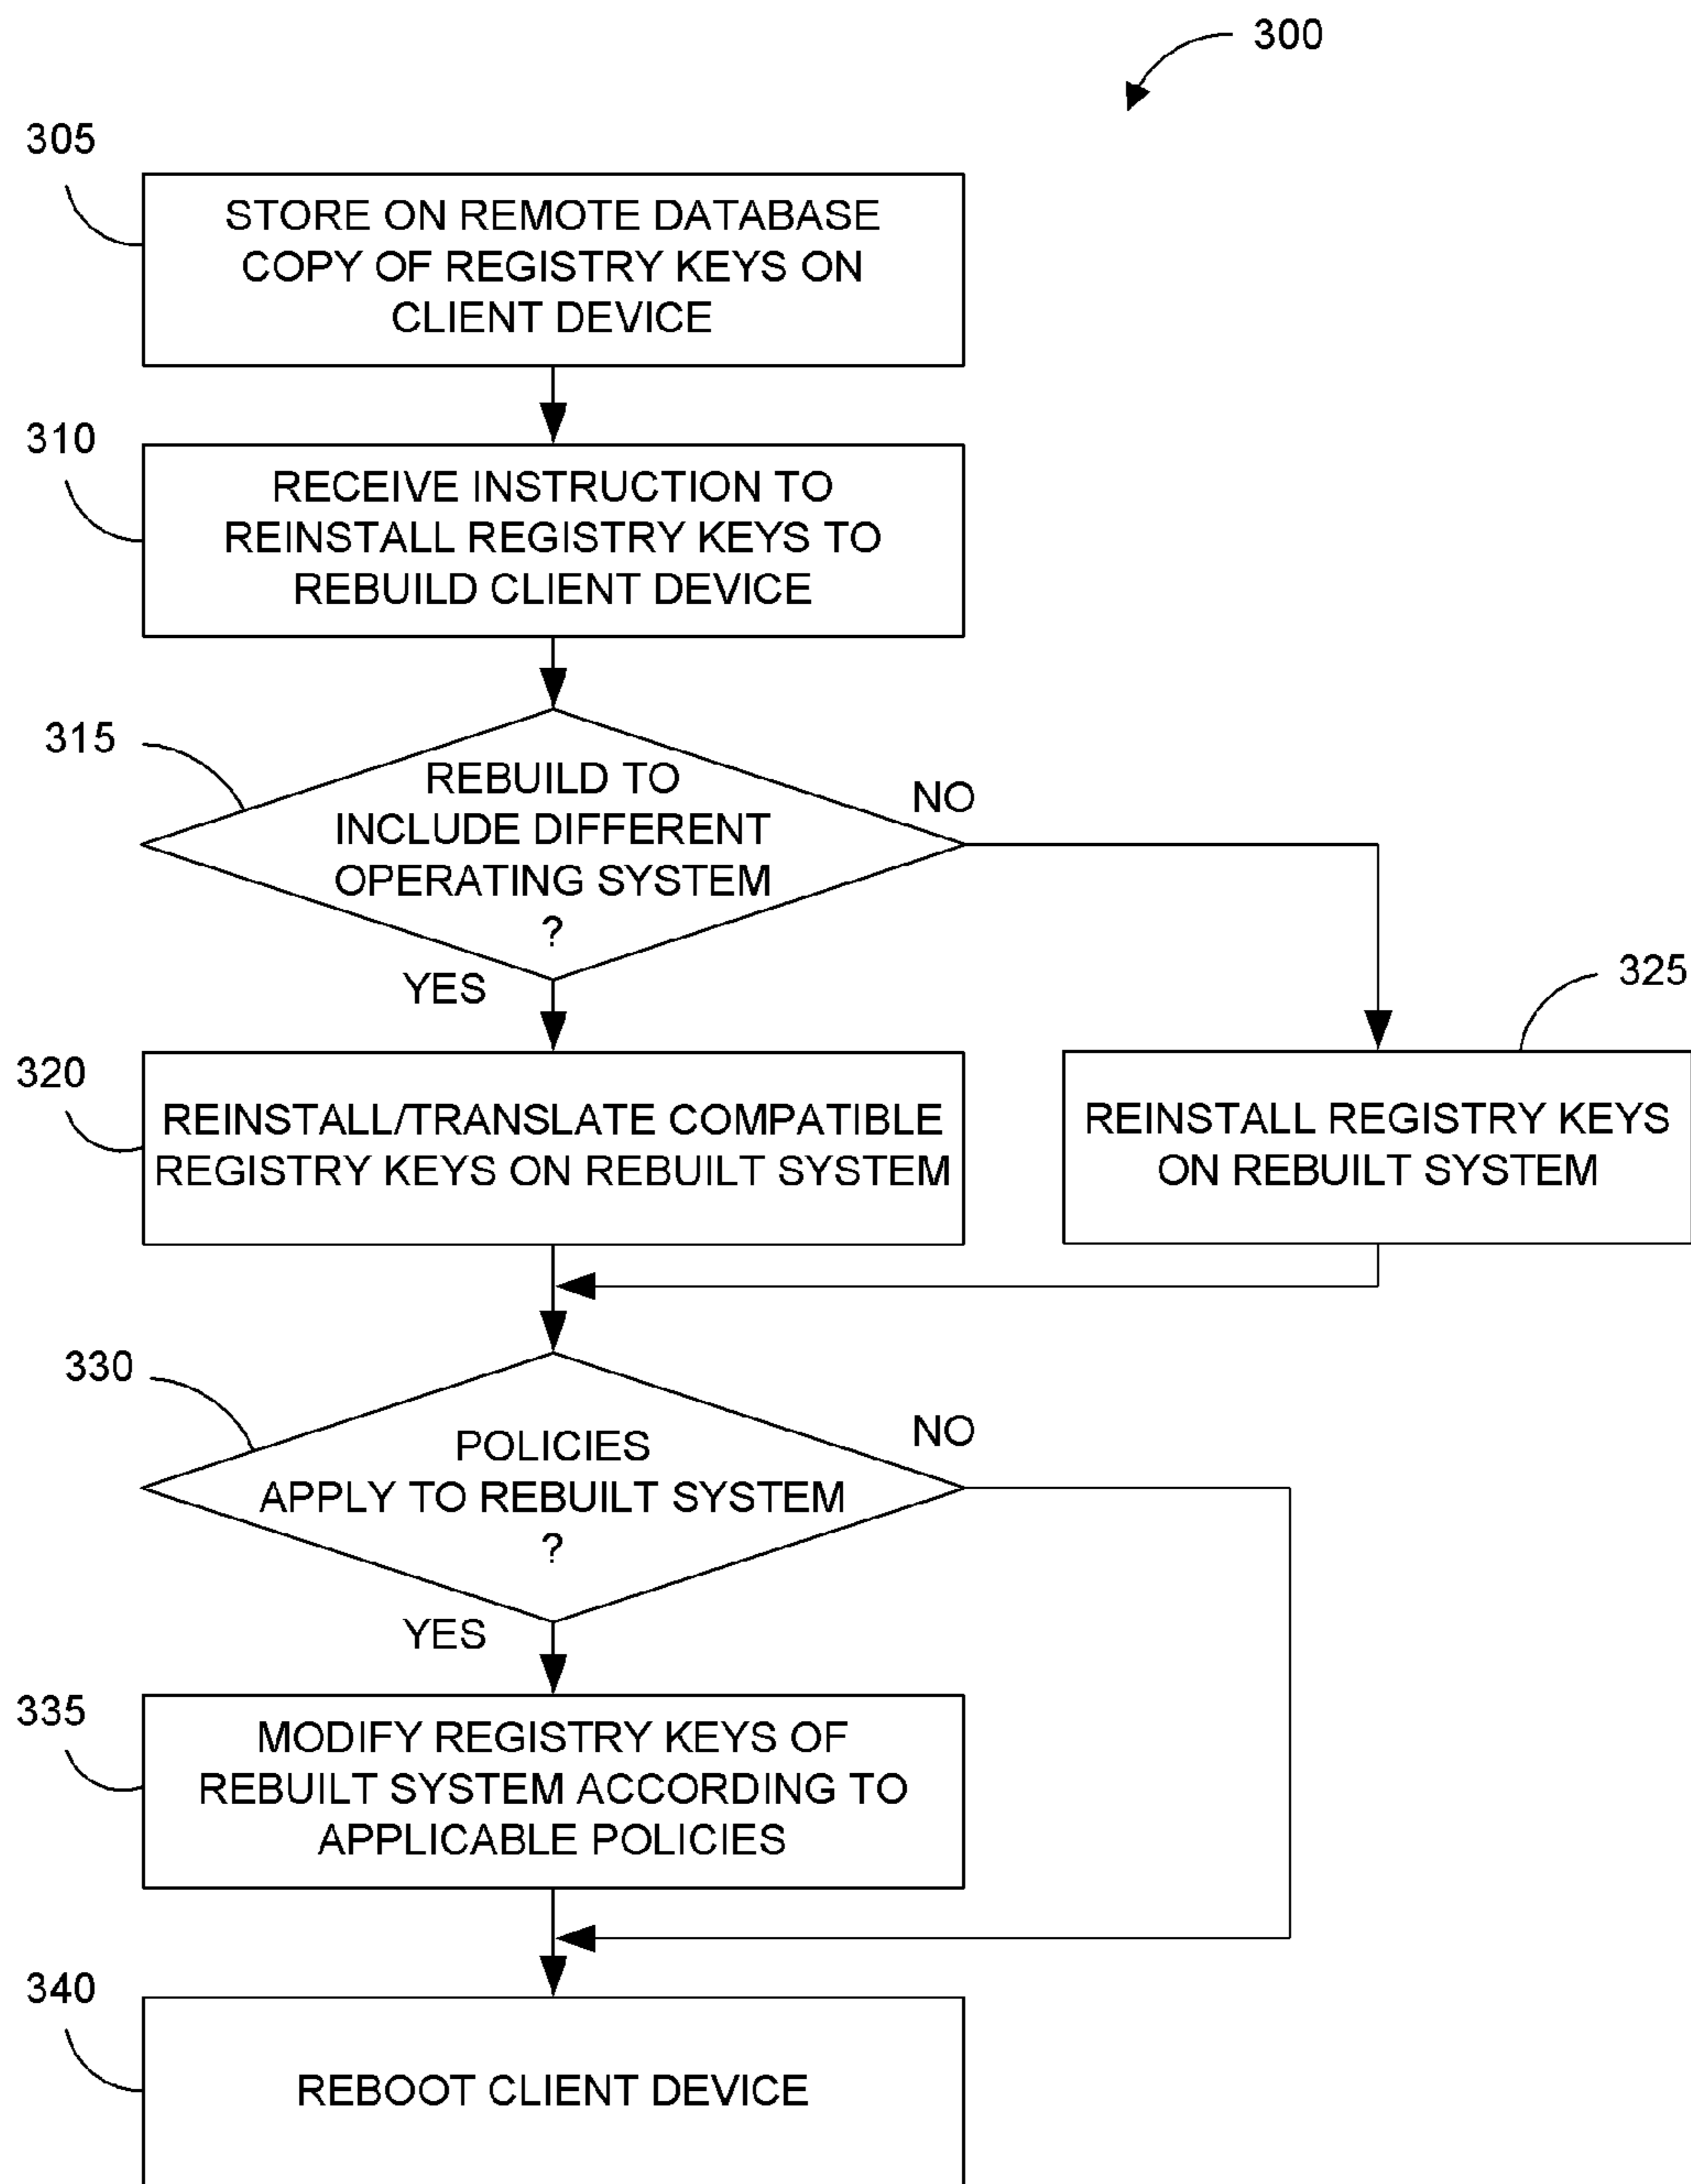 300
305
STORE ON REMOTE DATABASE
COPY OF REGISTRY KEYS ON
CLIENT DEVICE
310
RECEIVE INSTRUCTION TO
REINSTALL REGISTRY KEYS TO
REBUILD CLIENT DEVICE
315
REBUILD TO
INCLUDE DIFFERENT
OPERATING SYSTEM
?
NO
YES
325
320
REINSTALL/TRANSLATE COMPATIBLE
REGISTRY KEYS ON REBUILT SYSTEM
REINSTALL REGISTRY KEYS
ON REBUILT SYSTEM
330
POLICIES
APPLY TO REBUILT SYSTEM
?
NO
YES
335
MODIFY REGISTRY KEYS OF
REBUILT SYSTEM ACCORDING TO
APPLICABLE POLICIES
340
REBOOT CLIENT DEVICE